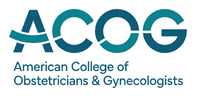 ACOG
American College of
Obstetricians & Gynecologists